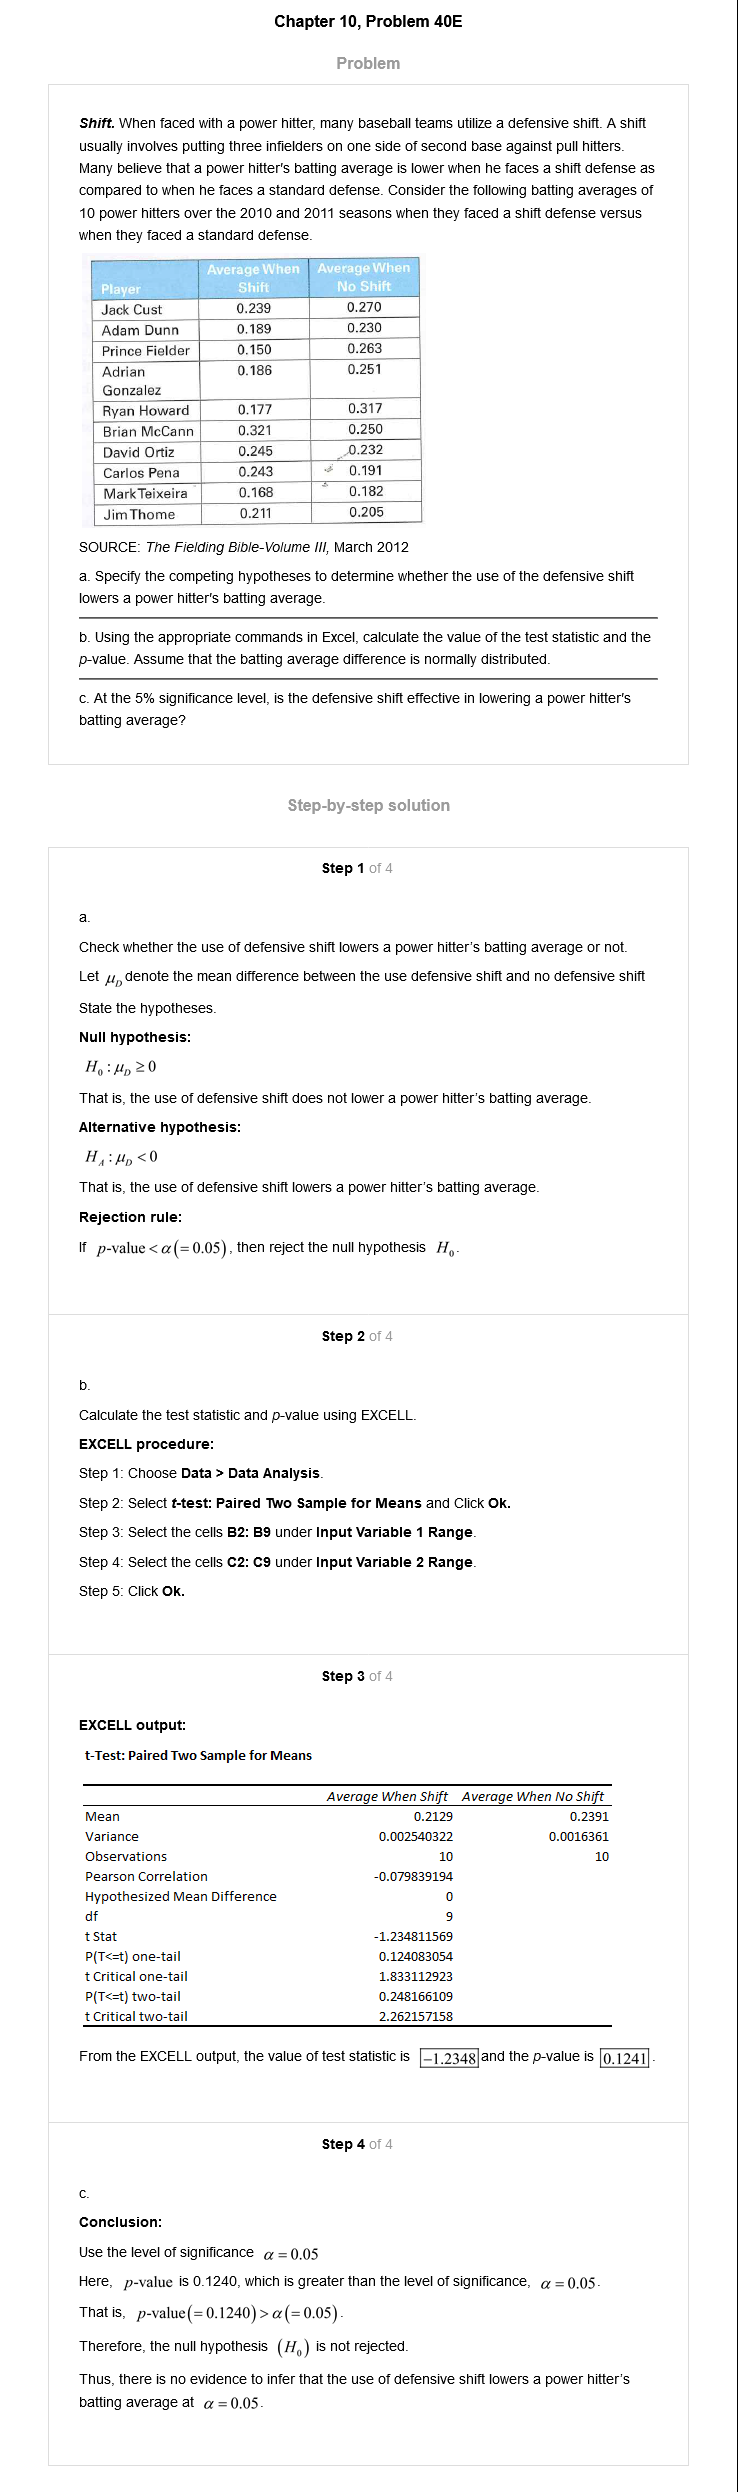 Chapter 10, Problem 40E
Problem
Shift. When faced with a power hitter, many baseball teams utilize a defensive shift. A shift
usually involves putting three infielders on one side of second base against pull hitters.
Many believe that a power hitter's batting average is lower when he faces a shift defense as
compared to when he faces a standard defense. Consider the following batting averages of
10 power hitters over the 2010 and 2011 seasons when they faced a shift defense versus
when they faced a standard defense.
Player Average When Shift Average When No Shift
Jack Cust 0.239 0.270
Adam Dunn 0.189 0.230
Prince Fielder 0.150 0.263
Adrian Gonzalez 0.186 0.251
Ryan Howard 0.177 0.317
Brian McCann 0.321 0.250
David Ortiz 0.245 0.232
Carlos Pena 0.243 0.191
Mark Teixeira 0.168 0.182
Jim Thome 0.211 0.205
SOURCE: The Fielding Bible-Volume III, March 2012
a. Specify the competing hypotheses to determine whether the use of the defensive shift
lowers a power hitter's batting average.
b. Using the appropriate commands in Excel, calculate the value of the test statistic and the
p-value. Assume that the batting average difference is normally distributed.
c. At the 5% significance level, is the defensive shift effective in lowering a power hitter's
batting average?
Step-by-step solution
Step 1 of 4
a.
Check whether the use of defensive shift lowers a power hitter's batting average or not.
Let μ_D denote the mean difference between the use defensive shift and no defensive shift
State the hypotheses.
Null hypothesis:
H₀ : μ_D ≥ 0
That is, the use of defensive shift does not lower a power hitter's batting average.
Alternative hypothesis:
H_A : μ_D < 0
That is, the use of defensive shift lowers a power hitter's batting average.
Rejection rule:
If p-value < α (= 0.05), then reject the null hypothesis H₀.
Step 2 of 4
b.
Calculate the test statistic and p-value using EXCELL.
EXCELL procedure:
Step 1: Choose Data > Data Analysis.
Step 2: Select t-test: Paired Two Sample for Means and Click Ok.
Step 3: Select the cells B2: B9 under Input Variable 1 Range.
Step 4: Select the cells C2: C9 under Input Variable 2 Range.
Step 5: Click Ok.
Step 3 of 4
EXCELL output:
t-Test: Paired Two Sample for Means
Average When Shift Average When No Shift
Mean 0.2129 0.2391
Variance 0.002540322 0.0016361
Observations 10 10
Pearson Correlation -0.079839194
Hypothesized Mean Difference 0
df 9
t Stat -1.234811569
P(T<=t) one-tail 0.124083054
t Critical one-tail 1.833112923
P(T<=t) two-tail 0.248166109
t Critical two-tail 2.262157158
From the EXCELL output, the value of test statistic is −1.2348 and the p-value is 0.1241.
Step 4 of 4
c.
Conclusion:
Use the level of significance α = 0.05
Here, p-value is 0.1240, which is greater than the level of significance, α = 0.05.
That is, p-value (= 0.1240) > α (= 0.05).
Therefore, the null hypothesis (H₀) is not rejected.
Thus, there is no evidence to infer that the use of defensive shift lowers a power hitter's
batting average at α = 0.05.